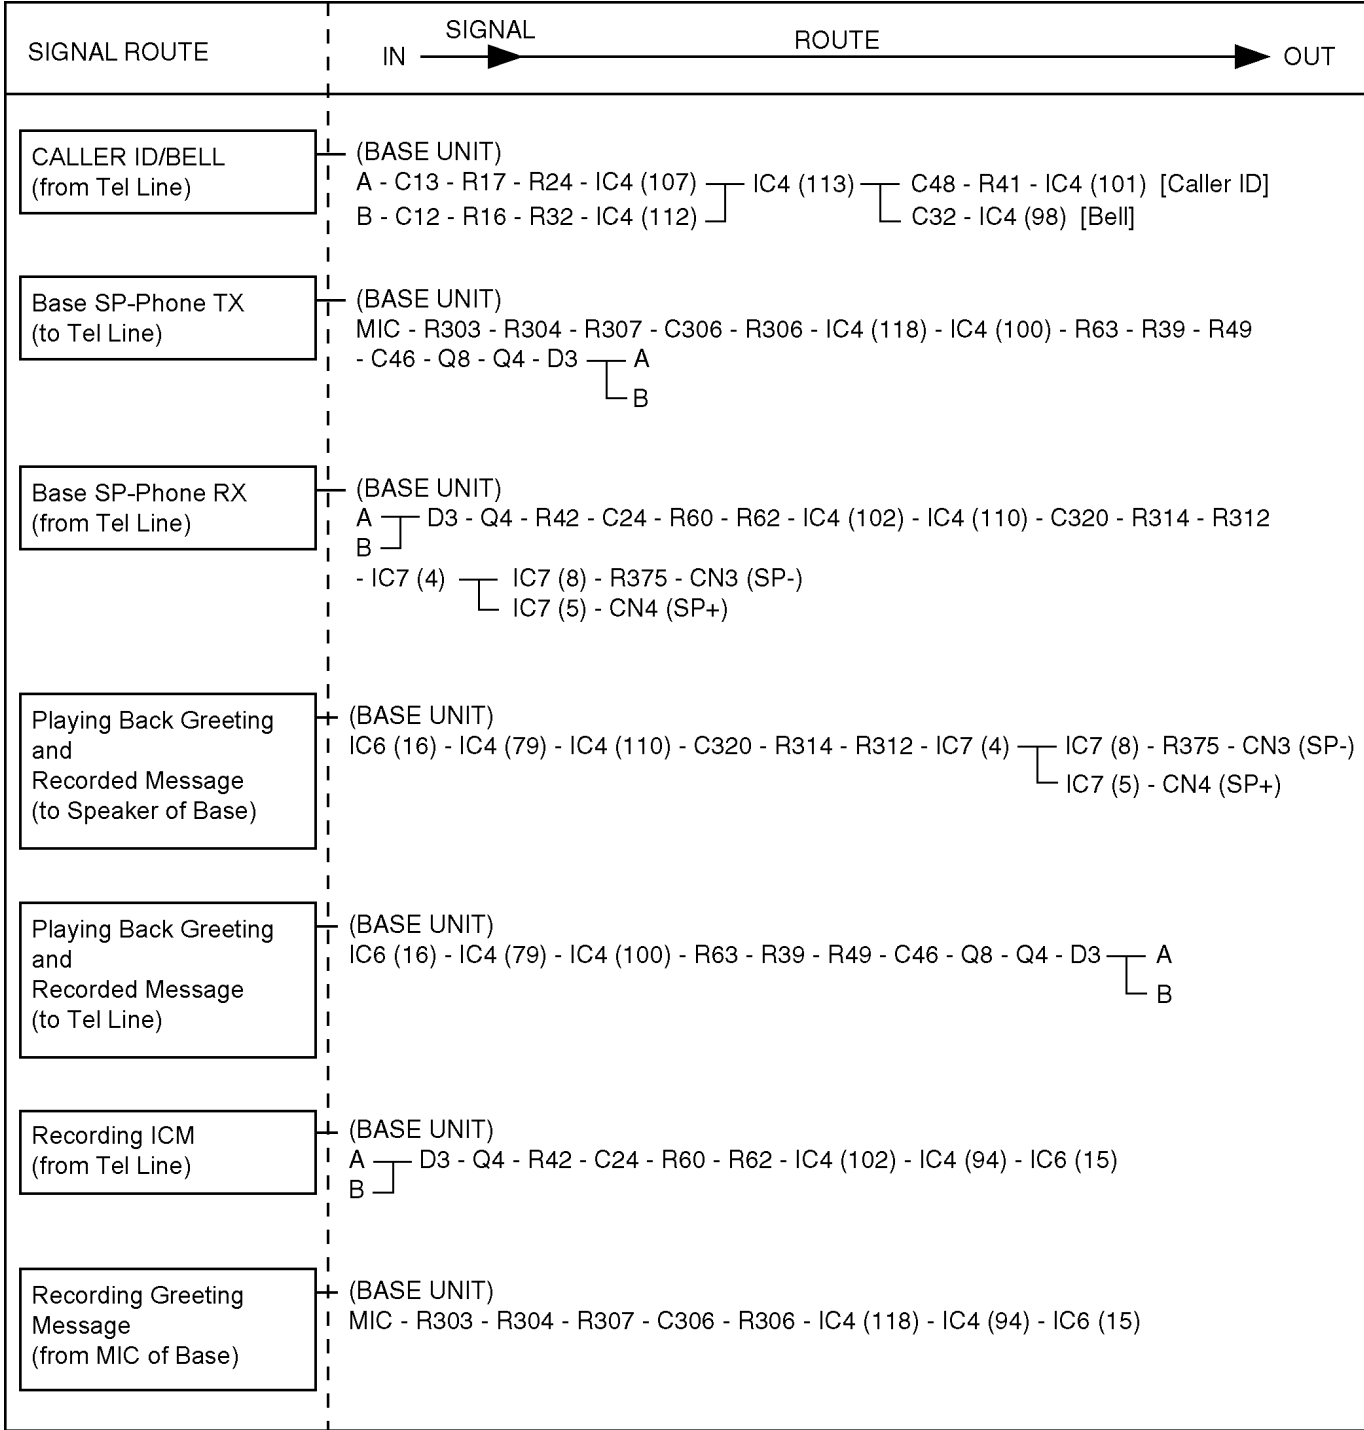 SIGNAL ROUTE
IN SIGNAL ROUTE OUT
CALLER ID/BELL
(from Tel Line)
(BASE UNIT)
A - C13 - R17 - R24 - IC4 (107) IC4 (113) C48 - R41 - IC4 (101) [Caller ID]
B - C12 - R16 - R32 - IC4 (112) C32 - IC4 (98) [Bell]
Base SP-Phone TX
(to Tel Line)
(BASE UNIT)
MIC - R303 - R304 - R307 - C306 - R306 - IC4 (118) - IC4 (100) - R63 - R39 - R49
- C46 - Q8 - Q4 - D3 A
B
Base SP-Phone RX
(from Tel Line)
(BASE UNIT)
A D3 - Q4 - R42 - C24 - R60 - R62 - IC4 (102) - IC4 (110) - C320 - R314 - R312
B
- IC7 (4) IC7 (8) - R375 - CN3 (SP-)
IC7 (5) - CN4 (SP+)
Playing Back Greeting
and
Recorded Message
(to Speaker of Base)
(BASE UNIT)
IC6 (16) - IC4 (79) - IC4 (110) - C320 - R314 - R312 - IC7 (4) IC7 (8) - R375 - CN3 (SP-)
IC7 (5) - CN4 (SP+)
Playing Back Greeting
and
Recorded Message
(to Tel Line)
(BASE UNIT)
IC6 (16) - IC4 (79) - IC4 (100) - R63 - R39 - R49 - C46 - Q8 - Q4 - D3 A
B
Recording ICM
(from Tel Line)
(BASE UNIT)
A D3 - Q4 - R42 - C24 - R60 - R62 - IC4 (102) - IC4 (94) - IC6 (15)
B
Recording Greeting
Message
(from MIC of Base)
(BASE UNIT)
MIC - R303 - R304 - R307 - C306 - R306 - IC4 (118) - IC4 (94) - IC6 (15)